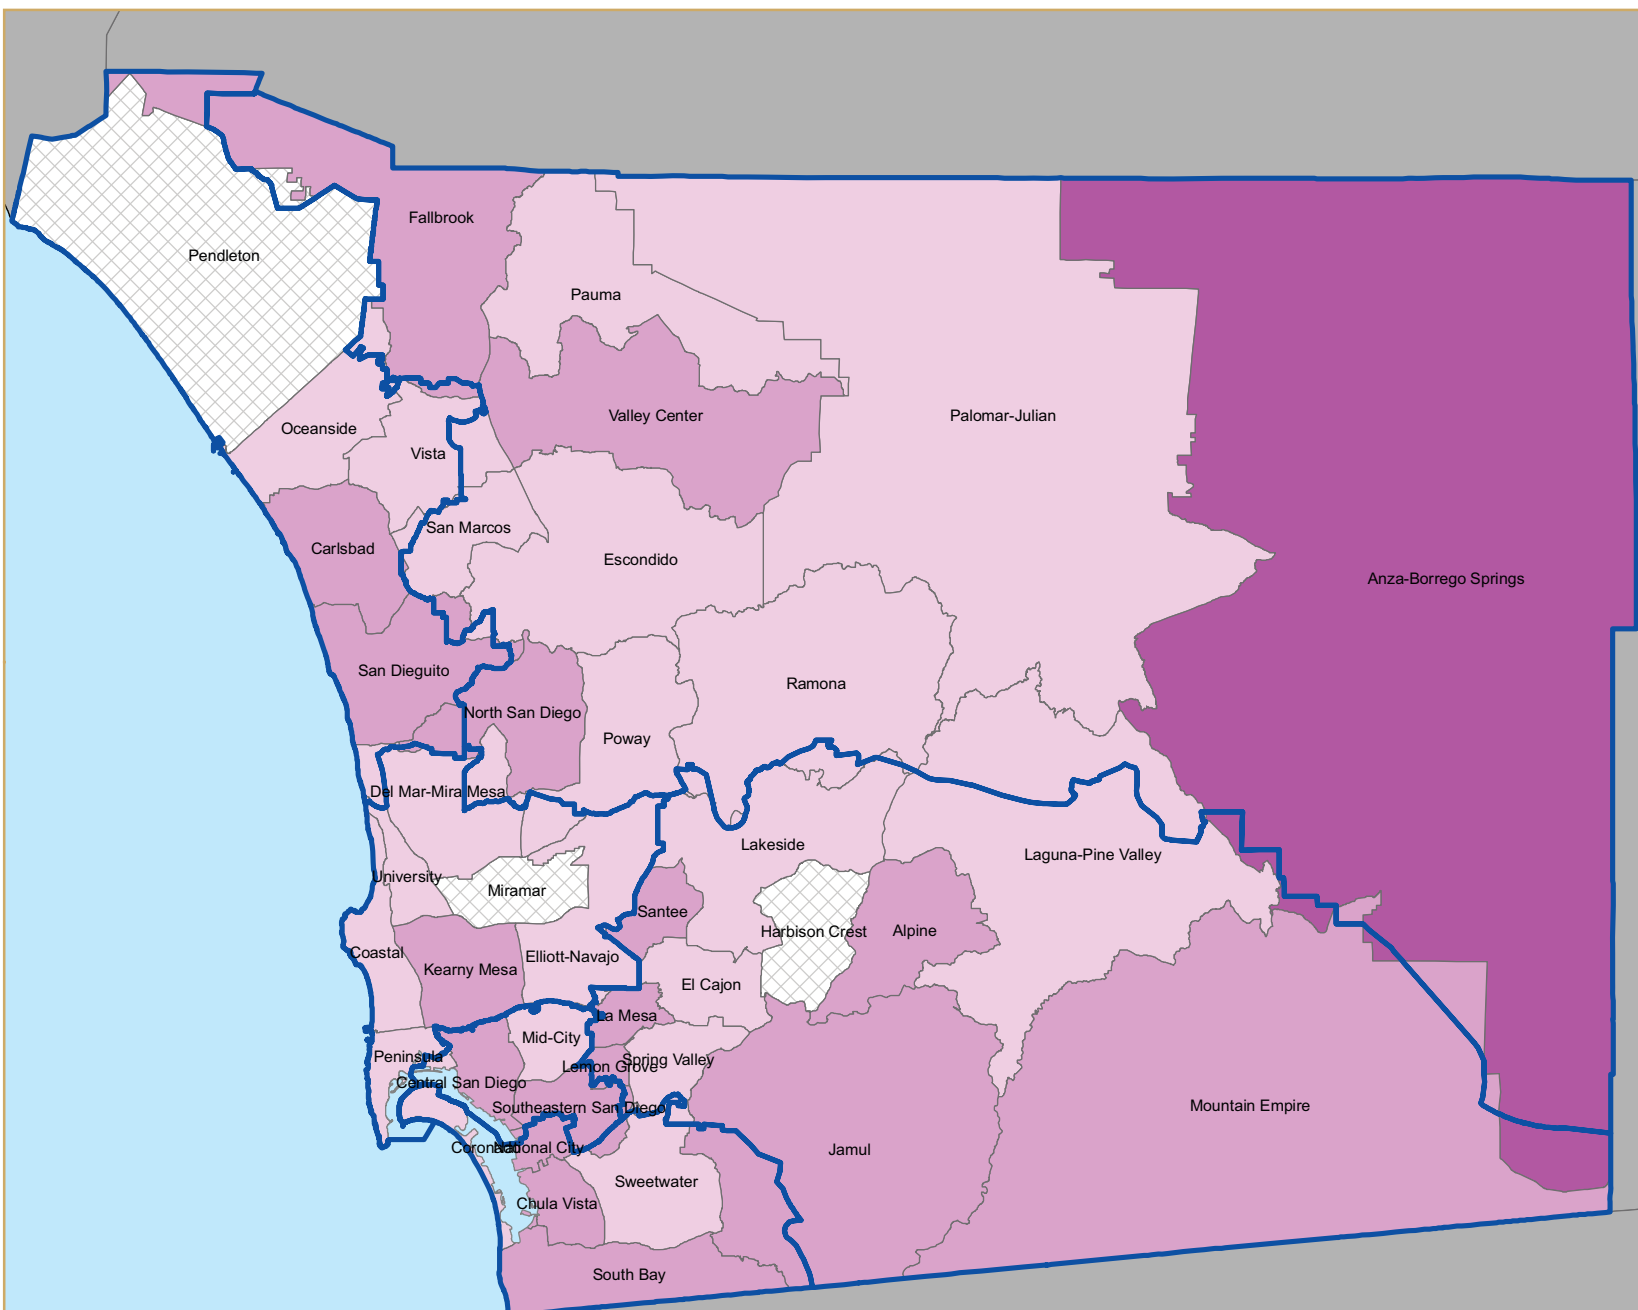 Fallbrook
Pendleton
Pauma
Valley Center
Palomar-Julian
Oceanside
Vista
San Marcos
Carlsbad
Escondido
Anza-Borrego Springs
San Dieguito
Ramona
North San Diego
Poway
Del Mar-Mira Mesa
Lakeside
Laguna-Pine Valley
University
Miramar
Santee
Harbison Crest
Alpine
Coastal
Elliott-Navajo
Kearny Mesa
El Cajon
La Mesa
Mid-City
Peninsula
Spring Valley
Lemon Grove
Central San Diego
Southeastern San Diego
Mountain Empire
Coronado
National City
Jamul
Sweetwater
Chula Vista
South Bay